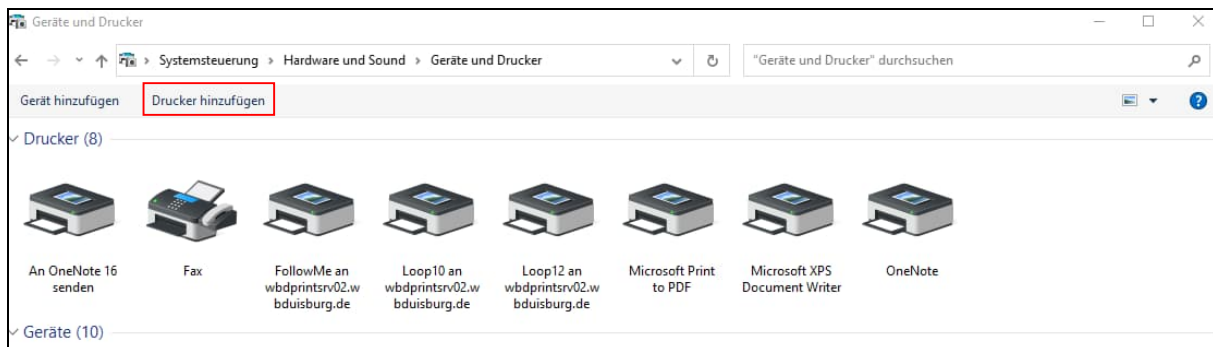 Geräte und Drucker
Systemsteuerung > Hardware und Sound > Geräte und Drucker
"Geräte und Drucker" durchsuchen
Gerät hinzufügen
Drucker hinzufügen
Drucker (8)
An OneNote 16
senden
Fax
FollowMe an
wbdprintsrv02.w
bduisburg.de
Loop10 an
wbdprintsrv02.w
bduisburg.de
Loop12 an
wbdprintsrv02.w
bduisburg.de
Microsoft Print
to PDF
Microsoft XPS
Document Writer
OneNote
Geräte (10)